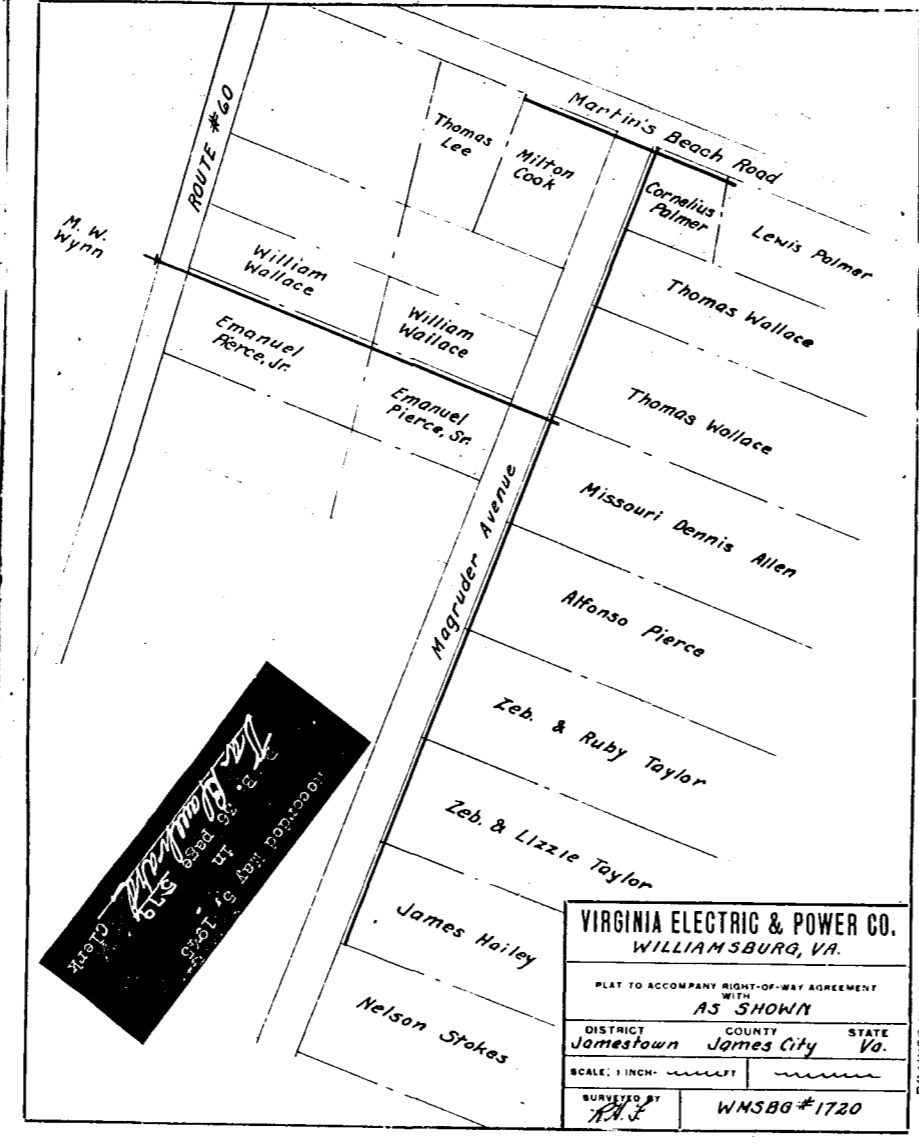 Martin's Beach Road
ROUTE #60
Thomas
Lee
Milton
Cook
Cornelius
Palmer
Lewis Palmer
M. W.
Wynn
William
Wallace
Thomas Wallace
William
Wallace
Emanuel
Pierce, Jr.
Emanuel
Pierce, Sr.
Thomas Wallace
Magruder Avenue
Missouri Dennis Allen
Alfonso Pierce
Zeb. & Ruby Taylor
Zeb. & Lizzie Taylor
James Hailey
Nelson Stokes
Recorded May 5, 1945
in
D. B. 36 page 579
Clerk
VIRGINIA ELECTRIC & POWER CO.
WILLIAMSBURG, VA.
PLAT TO ACCOMPANY RIGHT-OF-WAY AGREEMENT
WITH
AS SHOWN
DISTRICT COUNTY STATE
Jamestown James City Va.
SCALE: 1 INCH- FT
SURVEYED BY
R.H.F
WMSBG #1720